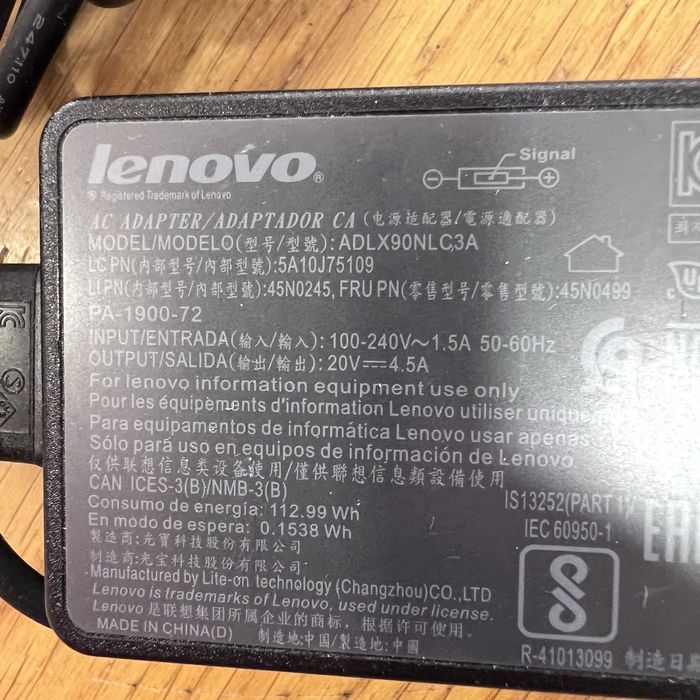 247110
lenovo®
® Registered Trademark of Lenovo
Signal
AC ADAPTER/ADAPTADOR CA (电源适配器/電源適配器)
MODEL/MODELO(型号/型號):ADLX90NLC3A
LC PN(内部型号/內部型號):5A10J75109
LI PN(内部型号/內部型號):45N0245, FRU PN(零售型号/零售型號):45N0499
PA-1900-72
INPUT/ENTRADA(输入/輸入): 100-240V～1.5A 50-60Hz
OUTPUT/SALIDA(输出/輸出): 20V⎓4.5A
For lenovo information equipment use only
Pour les équipements d'information Lenovo utiliser unique
Para equipamentos de informática Lenovo usar apenas
Sólo para uso en equipos de información de Lenovo
仅供联想信息类设备使用/僅供聯想信息類設備使用
CAN ICES-3(B)/NMB-3(B)
Consumo de energía: 112.99 Wh
En modo de espera: 0.1538 Wh
IS13252(PART 1)/
IEC 60950-1
製造商:光寶科技股份有限公司
制造商:光宝科技股份有限公司
Manufactured by Lite-on technology (Changzhou)CO.,LTD
Lenovo is trademarks of Lenovo, used under license.
Lenovo 是联想集团所属企业的商标，根据许可使用。
MADE IN CHINA(D) 制造地:中国/製造地:中國
R-41013099 制造日期
EAC